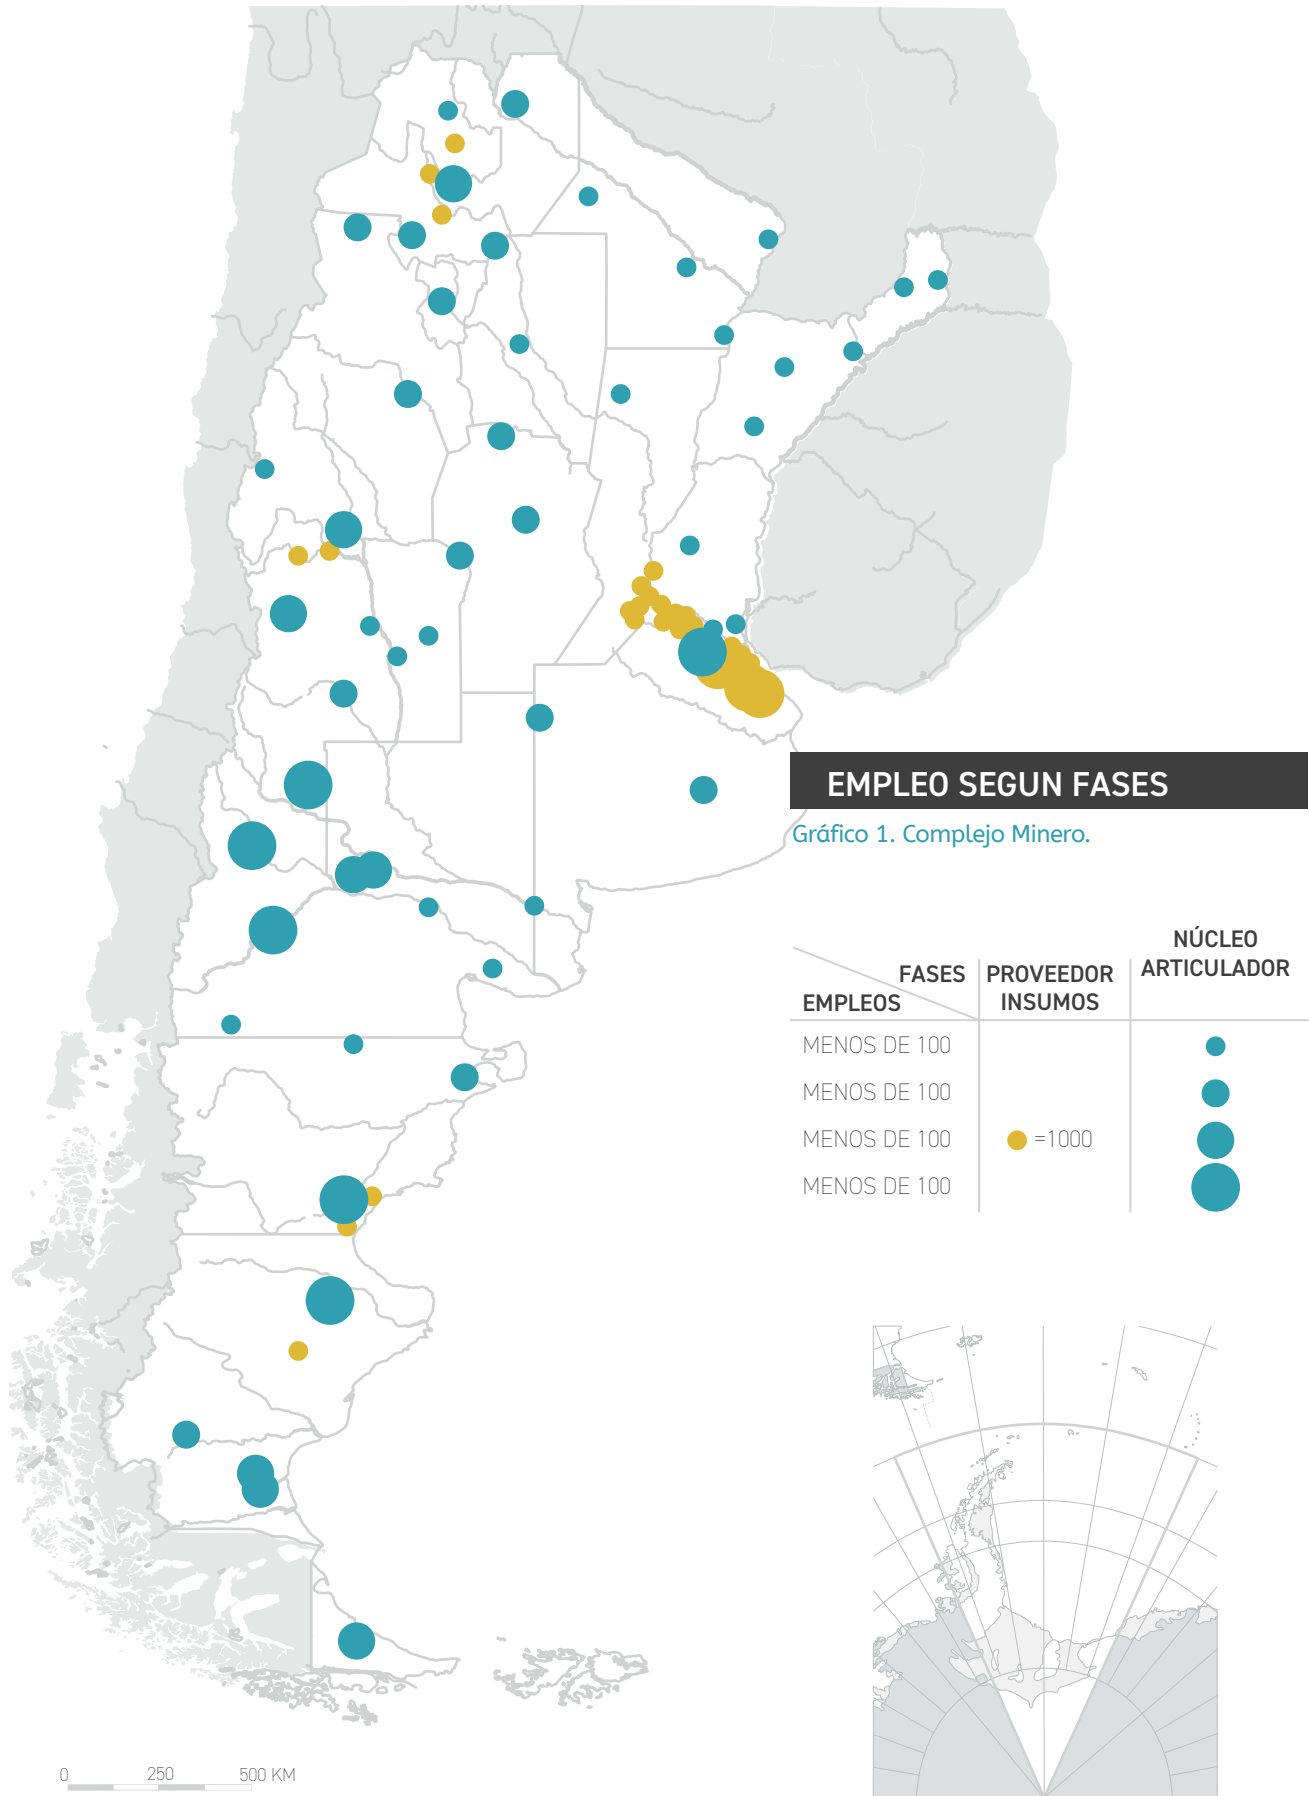 EMPLEO SEGUN FASES
Gráfico 1. Complejo Minero.
NÚCLEO
ARTICULADOR
FASES
PROVEEDOR
INSUMOS
EMPLEOS
MENOS DE 100
MENOS DE 100
MENOS DE 100
=1000
MENOS DE 100
0 250 500 KM